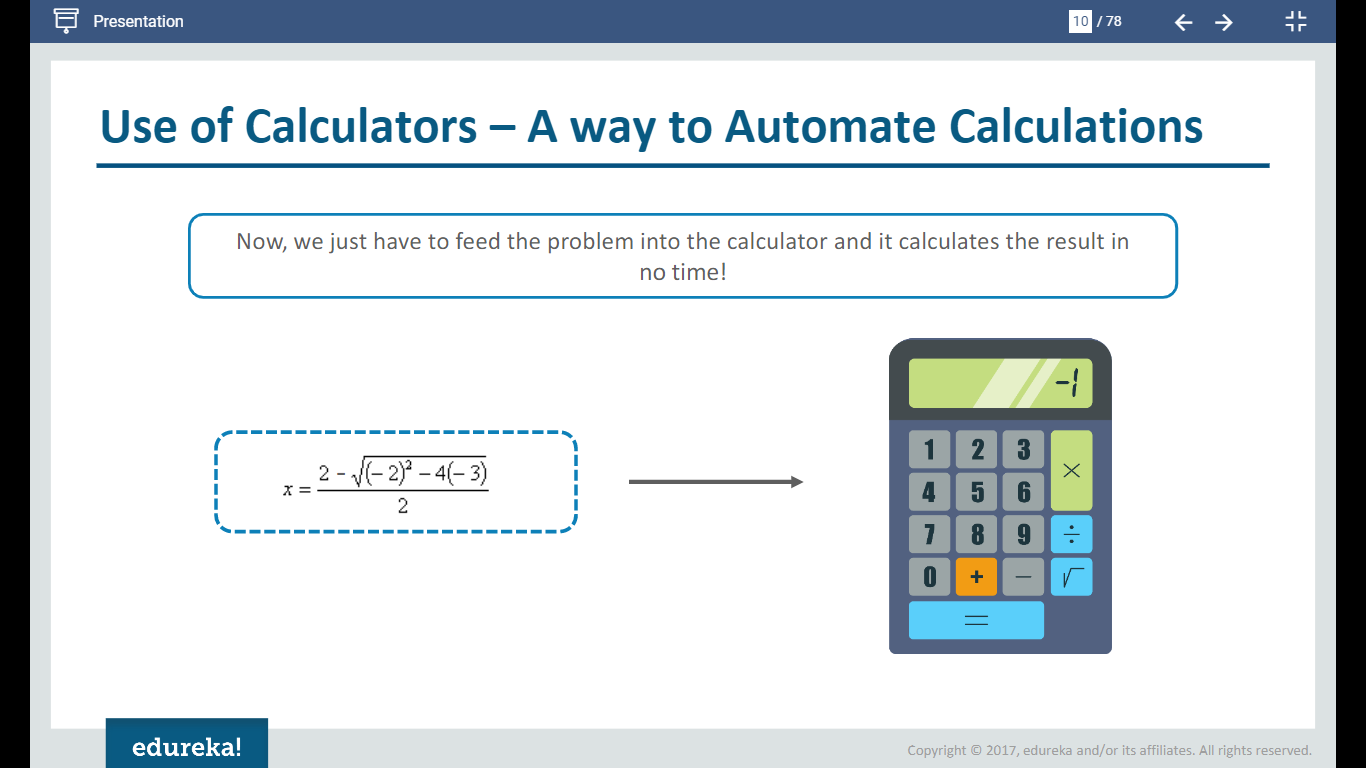 Presentation
10 / 78
Use of Calculators – A way to Automate Calculations
Now, we just have to feed the problem into the calculator and it calculates the result in
no time!
x = (2 - √((– 2)² – 4(– 3))) / 2
–1
1 2 3 ×
4 5 6
7 8 9 ÷
0 + – √
=
edureka!
Copyright © 2017, edureka and/or its affiliates. All rights reserved.